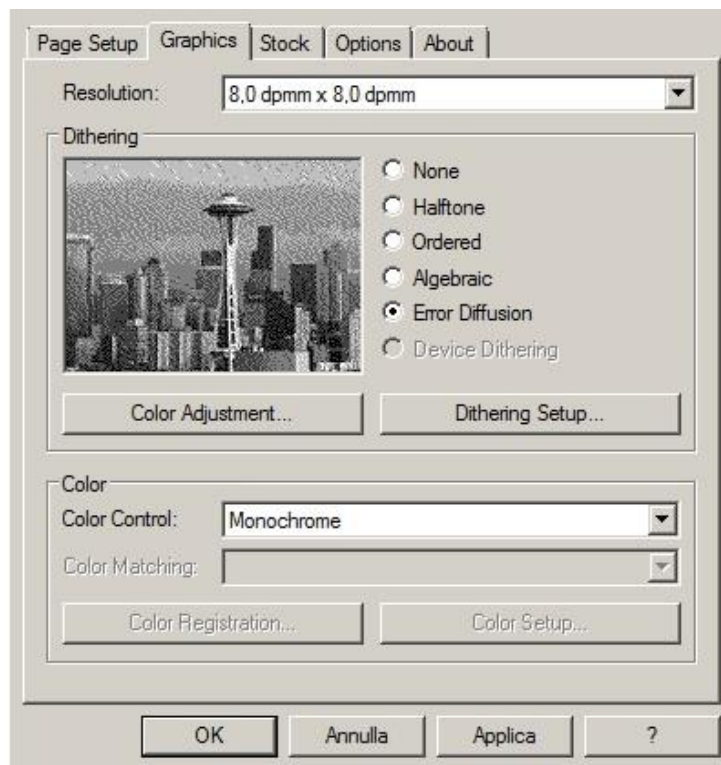 Page Setup Graphics Stock Options About
Resolution: 8,0 dpmm x 8,0 dpmm
Dithering
None
Halftone
Ordered
Algebraic
Error Diffusion
Device Dithering
Color Adjustment... Dithering Setup...
Color
Color Control: Monochrome
Color Matching:
Color Registration... Color Setup...
OK Annulla Applica ?